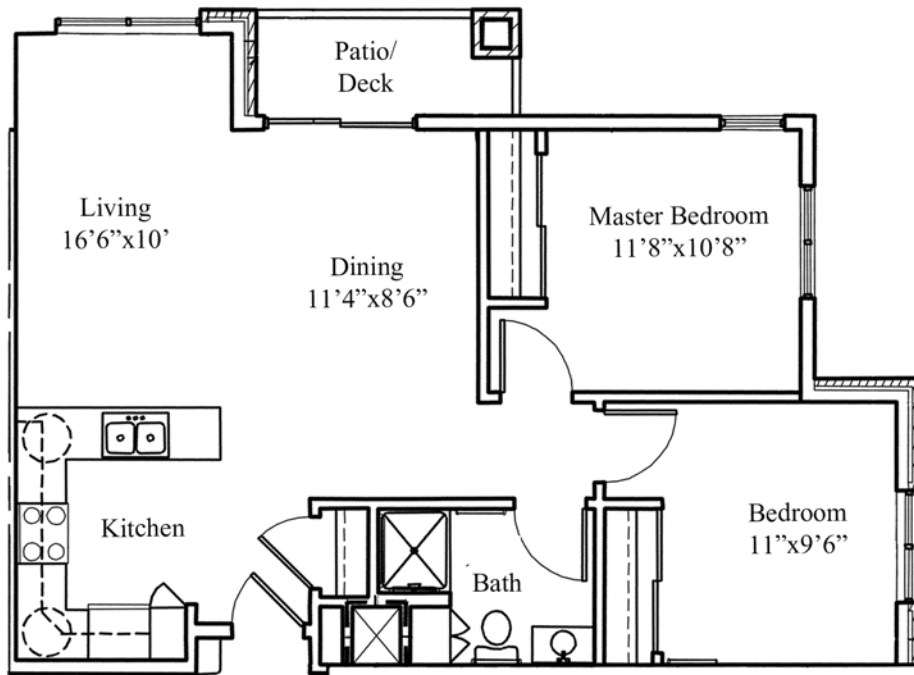 Patio/
Deck
Living
16’6”x10’
Dining
11’4”x8’6”
Master Bedroom
11’8”x10’8”
Kitchen
Bath
Bedroom
11”x9’6”